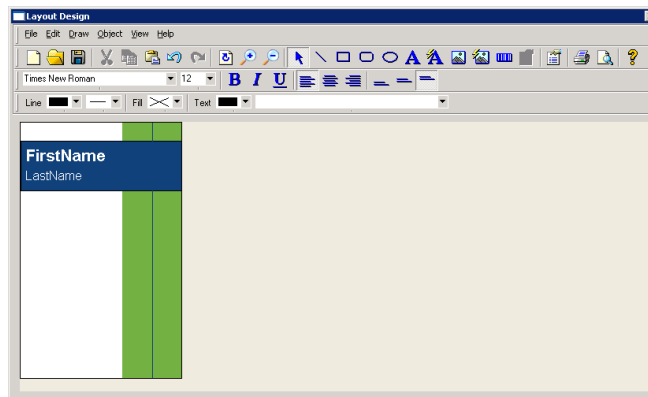 Layout Design
File Edit Draw Object View Help
Times New Roman 12 B I U
Line Fill Text
FirstName
LastName